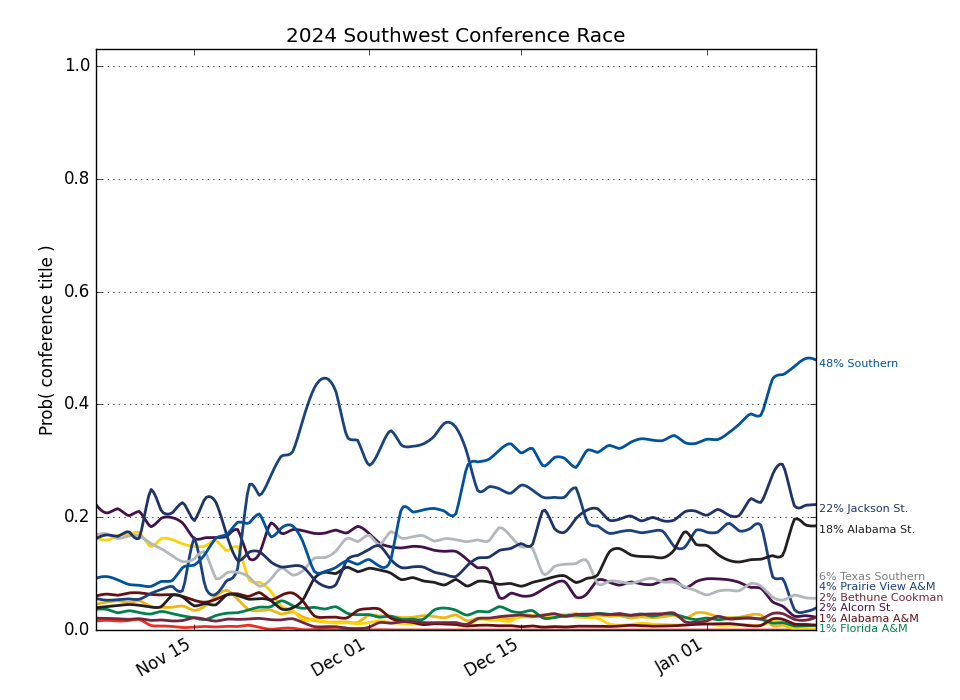 2024 Southwest Conference Race
Prob( conference title )
1.0
0.8
0.6
0.4
0.2
0.0
Nov 15
Dec 01
Dec 15
Jan 01
48% Southern
22% Jackson St.
18% Alabama St.
6% Texas Southern
4% Prairie View A&M
2% Bethune Cookman
2% Alcorn St.
1% Alabama A&M
1% Florida A&M